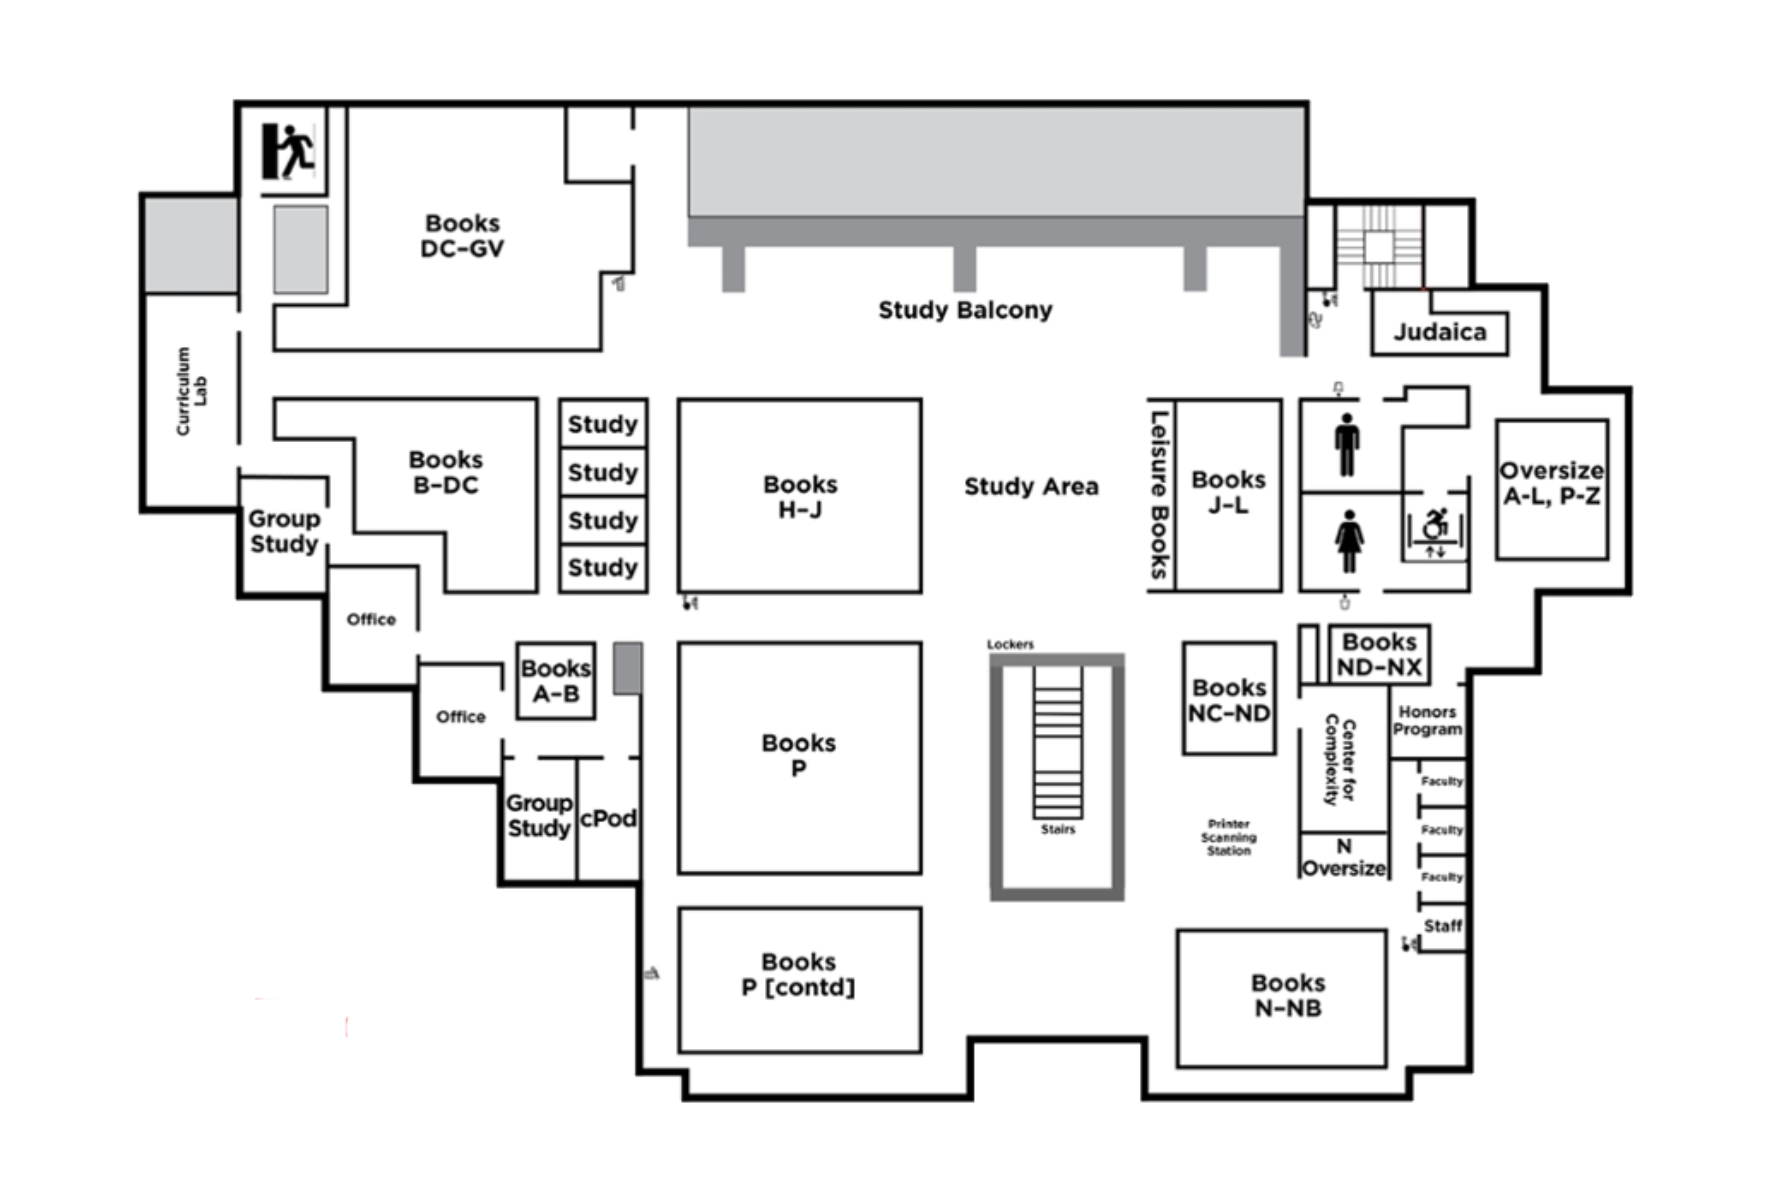 Books
DC–GV
Study Balcony
Judaica
Curriculum
Lab
Books
B–DC
Study
Study
Study
Study
Books
H–J
Study Area
Leisure Books
Books
J–L
Oversize
A-L, P-Z
Group
Study
Office
Office
Books
A–B
Group
Study
cPod
Books
P
Lockers
Stairs
Books
NC–ND
Books
ND–NX
Center for
Complexity
Honors
Program
Faculty
Faculty
Faculty
Staff
Printer
Scanning
Station
N
Oversize
Books
P [contd]
Books
N–NB